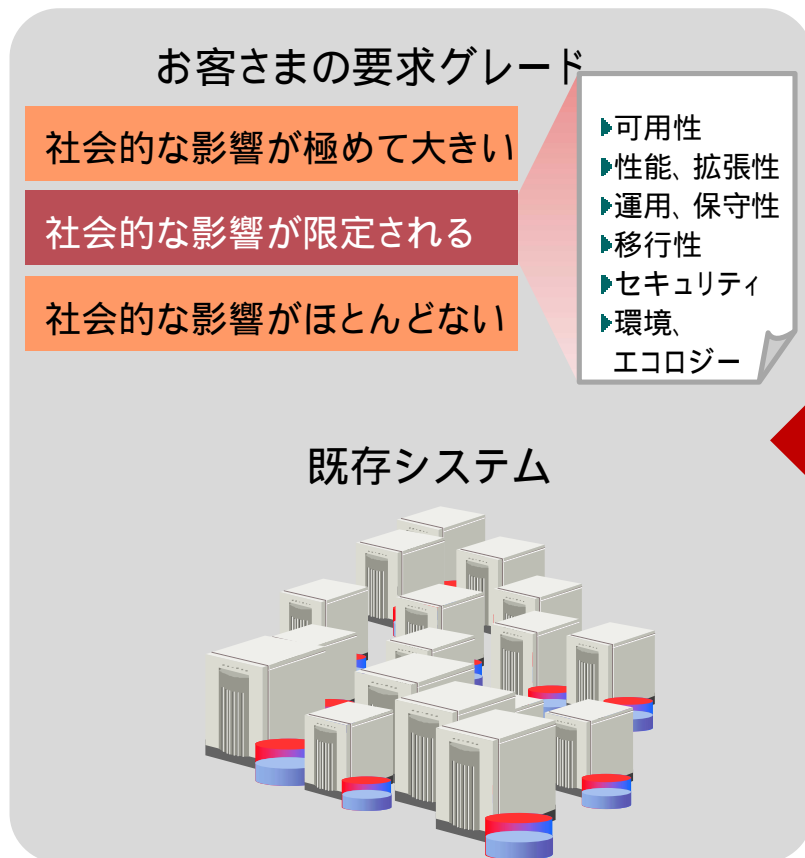 お客さまの要求グレード
社会的な影響が極めて大きい
社会的な影響が限定される
社会的な影響がほとんどない
可用性
性能、拡張性
運用、保守性
移行性
セキュリティ
環境、
エコロジー
既存システム